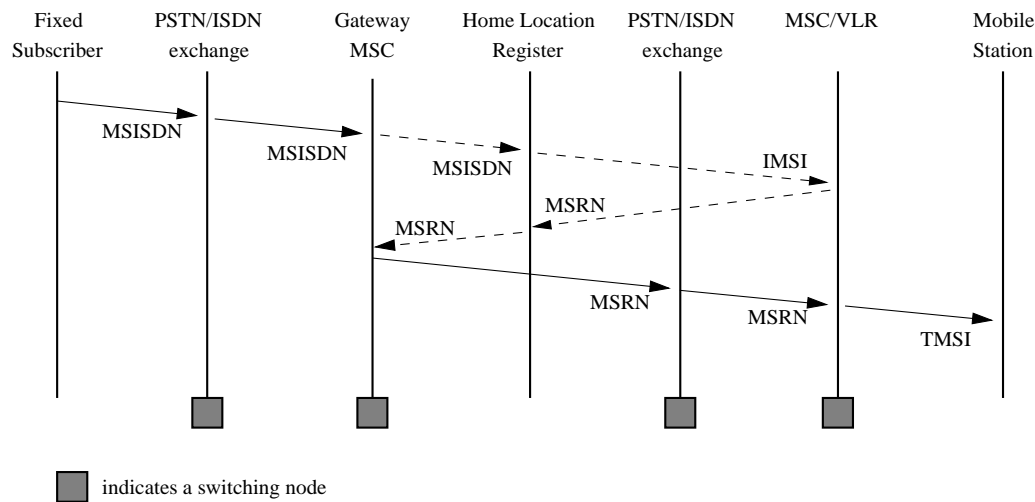 Fixed
Subscriber
PSTN/ISDN
exchange
Gateway
MSC
Home Location
Register
PSTN/ISDN
exchange
MSC/VLR
Mobile
Station
MSISDN
MSISDN
MSISDN
IMSI
MSRN
MSRN
MSRN
MSRN
TMSI
indicates a switching node